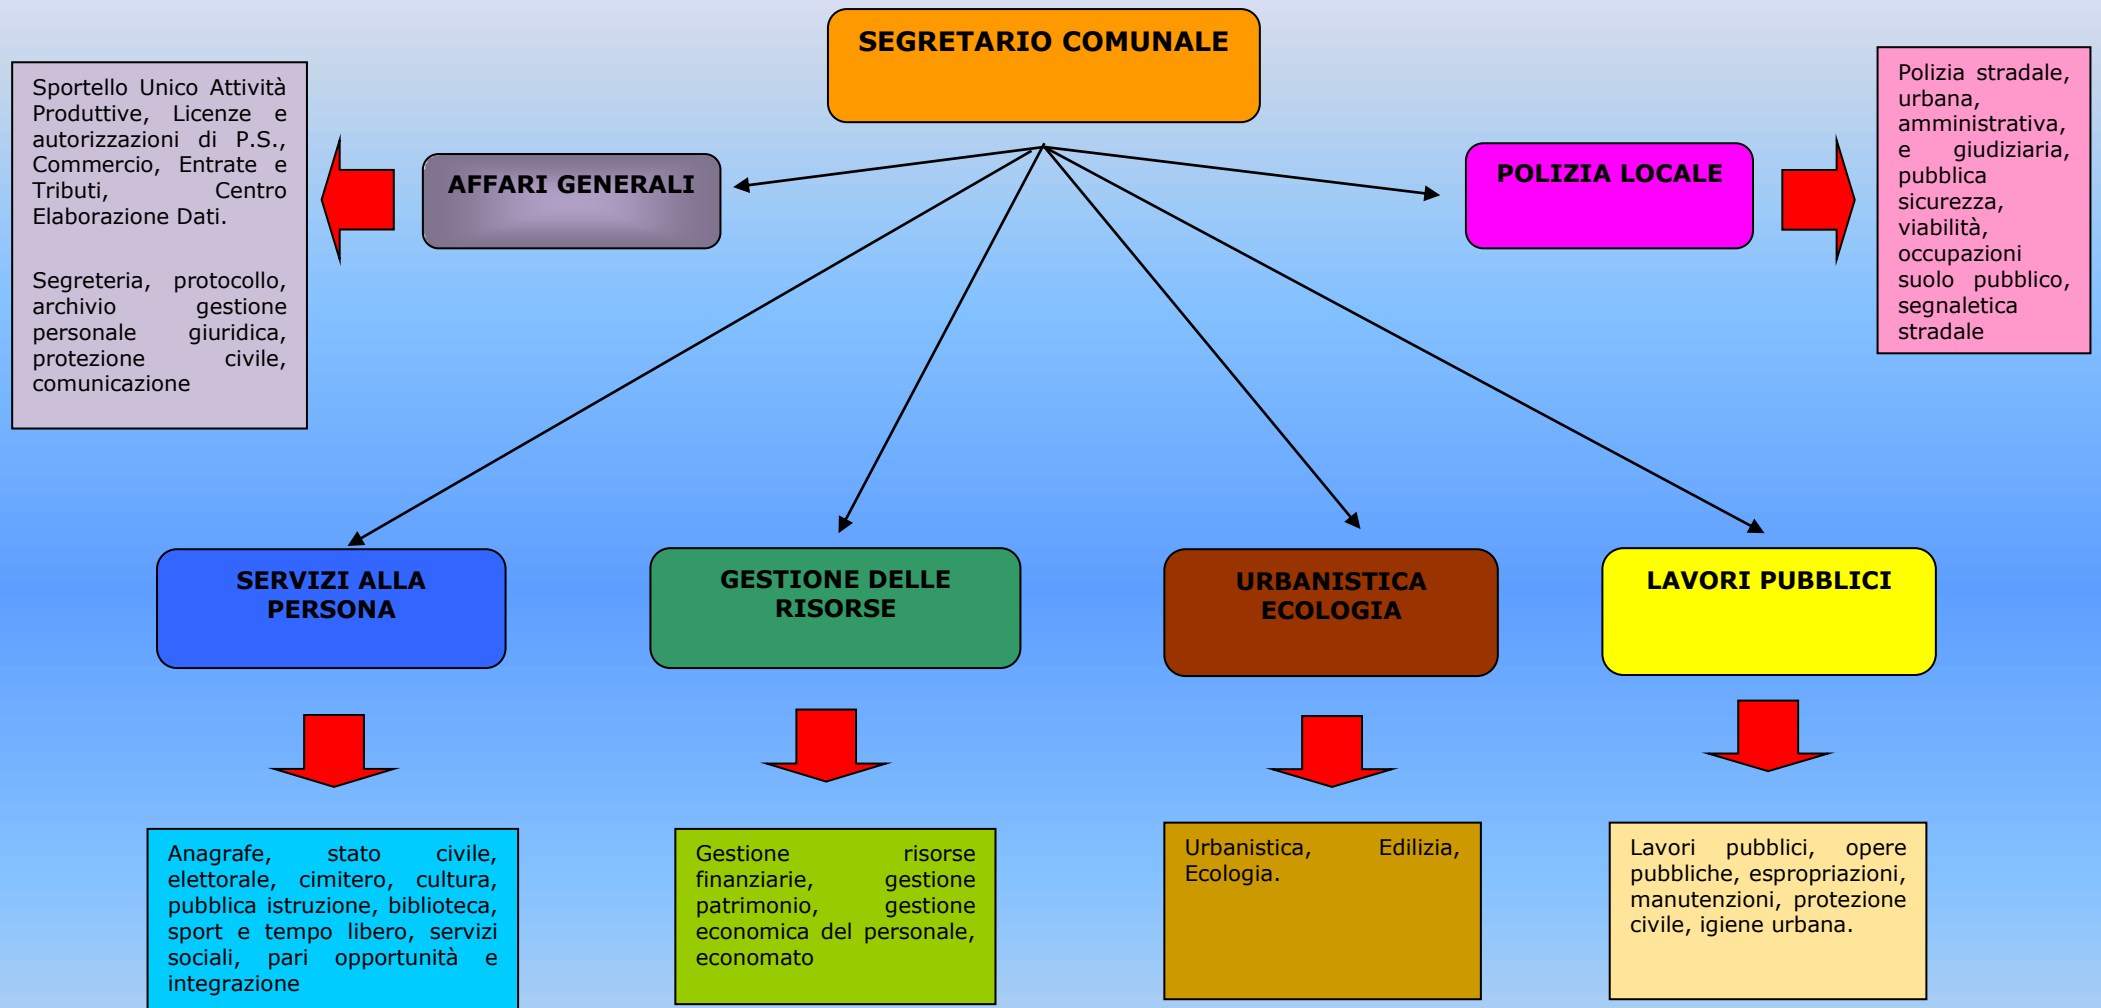 SEGRETARIO COMUNALE
Sportello Unico Attività
Produttive, Licenze e
autorizzazioni di P.S.,
Commercio, Entrate e
Tributi, Centro
Elaborazione Dati.
Segreteria, protocollo,
archivio gestione
personale giuridica,
protezione civile,
comunicazione
AFFARI GENERALI
POLIZIA LOCALE
Polizia stradale,
urbana,
amministrativa,
e giudiziaria,
pubblica
sicurezza,
viabilità,
occupazioni
suolo pubblico,
segnaletica
stradale
SERVIZI ALLA
PERSONA
GESTIONE DELLE
RISORSE
URBANISTICA
ECOLOGIA
LAVORI PUBBLICI
Anagrafe, stato civile,
elettorale, cimitero, cultura,
pubblica istruzione, biblioteca,
sport e tempo libero, servizi
sociali, pari opportunità e
integrazione
Gestione risorse
finanziarie, gestione
patrimonio, gestione
economica del personale,
economato
Urbanistica, Edilizia,
Ecologia.
Lavori pubblici, opere
pubbliche, espropriazioni,
manutenzioni, protezione
civile, igiene urbana.